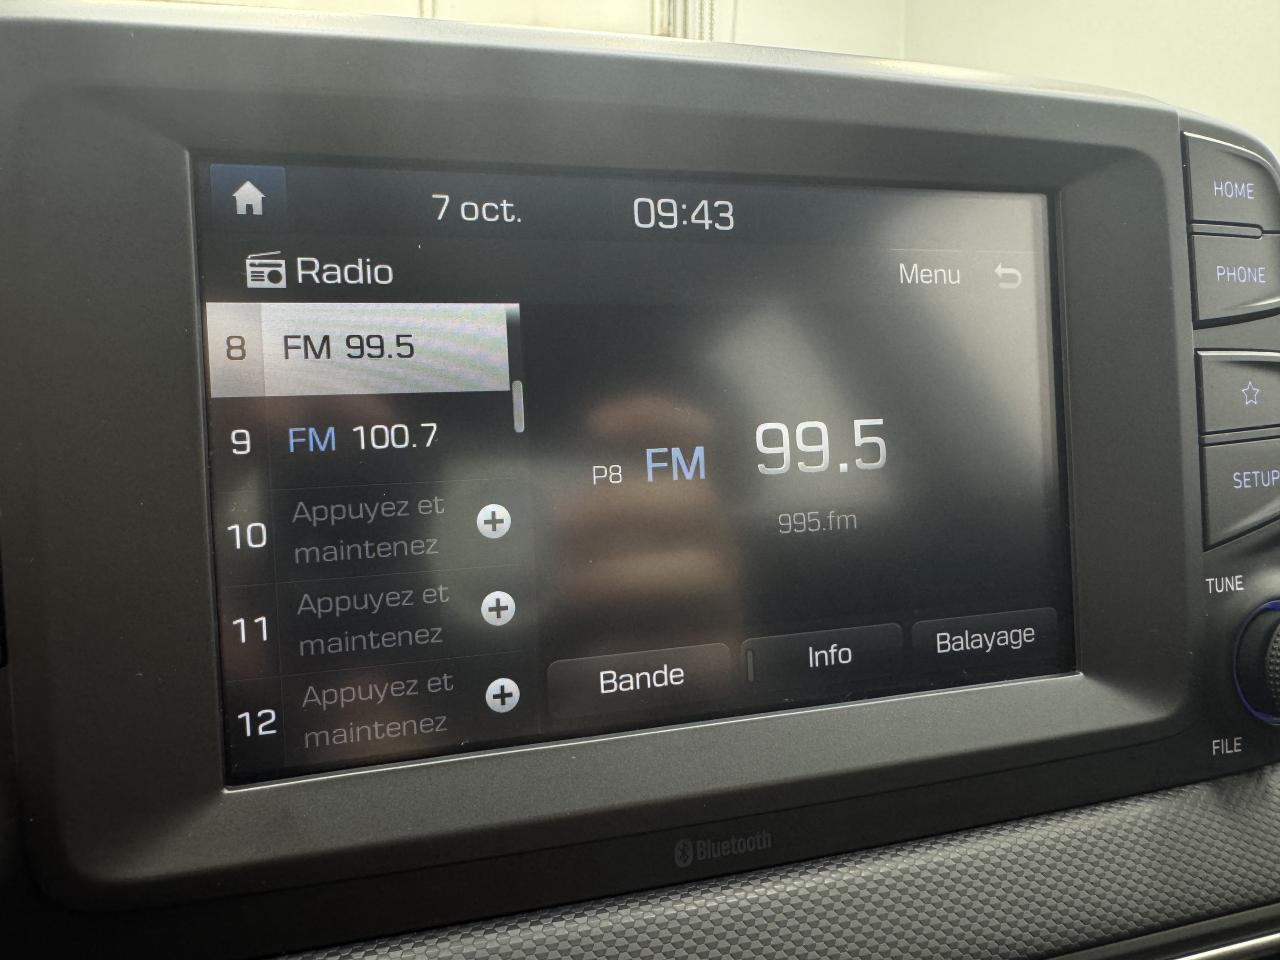 7 oct.
09:43
Radio
Menu
8 FM 99.5
9 FM 100.7
10 Appuyez et
maintenez
11 Appuyez et
maintenez
12 Appuyez et
maintenez
P8 FM 99.5
995.fm
Bande
Info
Balayage
HOME
PHONE
SETUP
TUNE
FILE
Bluetooth